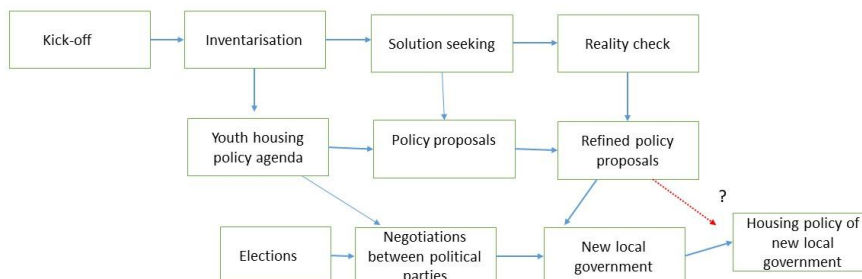 Kick-off
Inventarisation
Solution seeking
Reality check
Youth housing
policy agenda
Policy proposals
Refined policy
proposals
?
Elections
Negotiations
between political
parties
New local
government
Housing policy of
new local
government